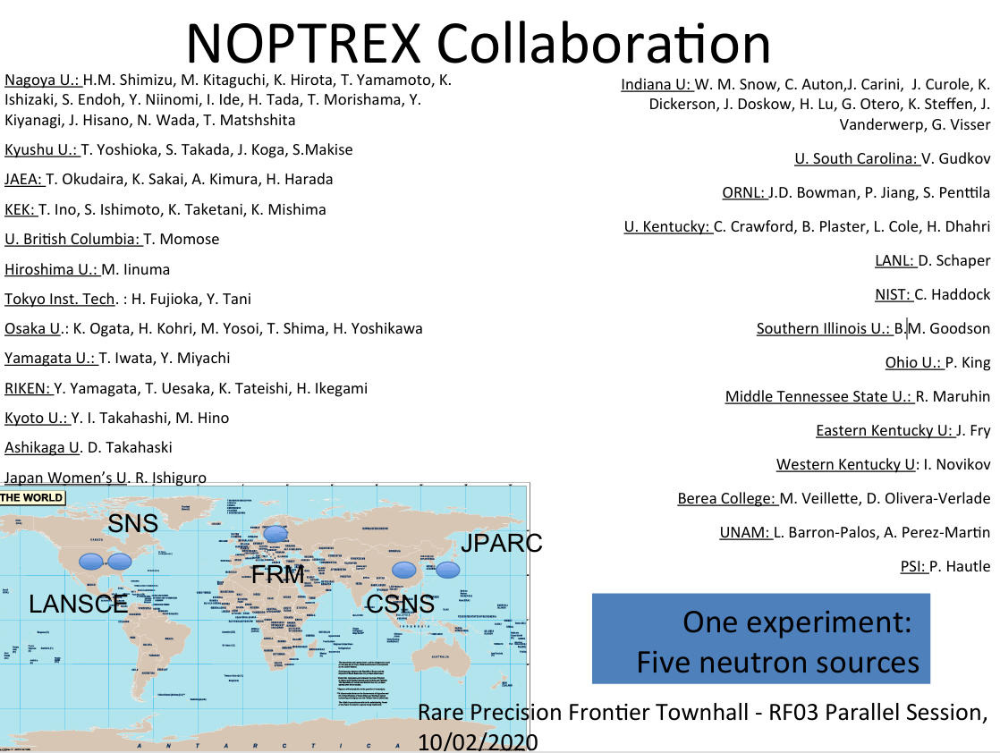 NOPTREX Collaboration
Nagoya U.: H.M. Shimizu, M. Kitaguchi, K. Hirota, T. Yamamoto, K.
Ishizaki, S. Endoh, Y. Niinomi, I. Ide, H. Tada, T. Morishama, Y.
Kiyanagi, J. Hisano, N. Wada, T. Matshshita
Kyushu U.: T. Yoshioka, S. Takada, J. Koga, S.Makise
JAEA: T. Okudaira, K. Sakai, A. Kimura, H. Harada
KEK: T. Ino, S. Ishimoto, K. Taketani, K. Mishima
U. British Columbia: T. Momose
Hiroshima U.: M. Iinuma
Tokyo Inst. Tech. : H. Fujioka, Y. Tani
Osaka U.: K. Ogata, H. Kohri, M. Yosoi, T. Shima, H. Yoshikawa
Yamagata U.: T. Iwata, Y. Miyachi
RIKEN: Y. Yamagata, T. Uesaka, K. Tateishi, H. Ikegami
Kyoto U.: Y. I. Takahashi, M. Hino
Ashikaga U. D. Takahaski
Japan Women's U. R. Ishiguro
Indiana U: W. M. Snow, C. Auton,J. Carini, J. Curole, K.
Dickerson, J. Doskow, H. Lu, G. Otero, K. Steffen, J.
Vanderwerp, G. Visser
U. South Carolina: V. Gudkov
ORNL: J.D. Bowman, P. Jiang, S. Penttila
U. Kentucky: C. Crawford, B. Plaster, L. Cole, H. Dhahri
LANL: D. Schaper
NIST: C. Haddock
Southern Illinois U.: B.M. Goodson
Ohio U.: P. King
Middle Tennessee State U.: R. Maruhin
Eastern Kentucky U: J. Fry
Western Kentucky U: I. Novikov
Berea College: M. Veillette, D. Olivera-Verlade
UNAM: L. Barron-Palos, A. Perez-Martin
PSI: P. Hautle
THE WORLD
SNS
JPARC
FRM
LANSCE
CSNS
AUSTRALIA
ANTARCTICA
One experiment:
Five neutron sources
Rare Precision Frontier Townhall - RF03 Parallel Session,
10/02/2020